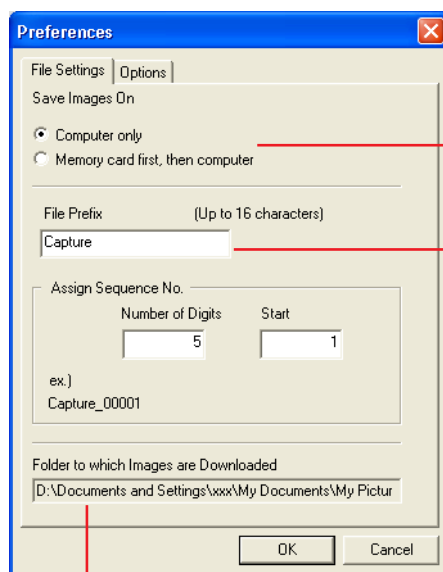 Preferences
File Settings
Options
Save Images On
Computer only
Memory card first, then computer
File Prefix (Up to 16 characters)
Capture
Assign Sequence No.
Number of Digits Start
5 1
ex.)
Capture_00001
Folder to which Images are Downloaded
D:\Documents and Settings\xxx\My Documents\My Pictur
OK Cancel